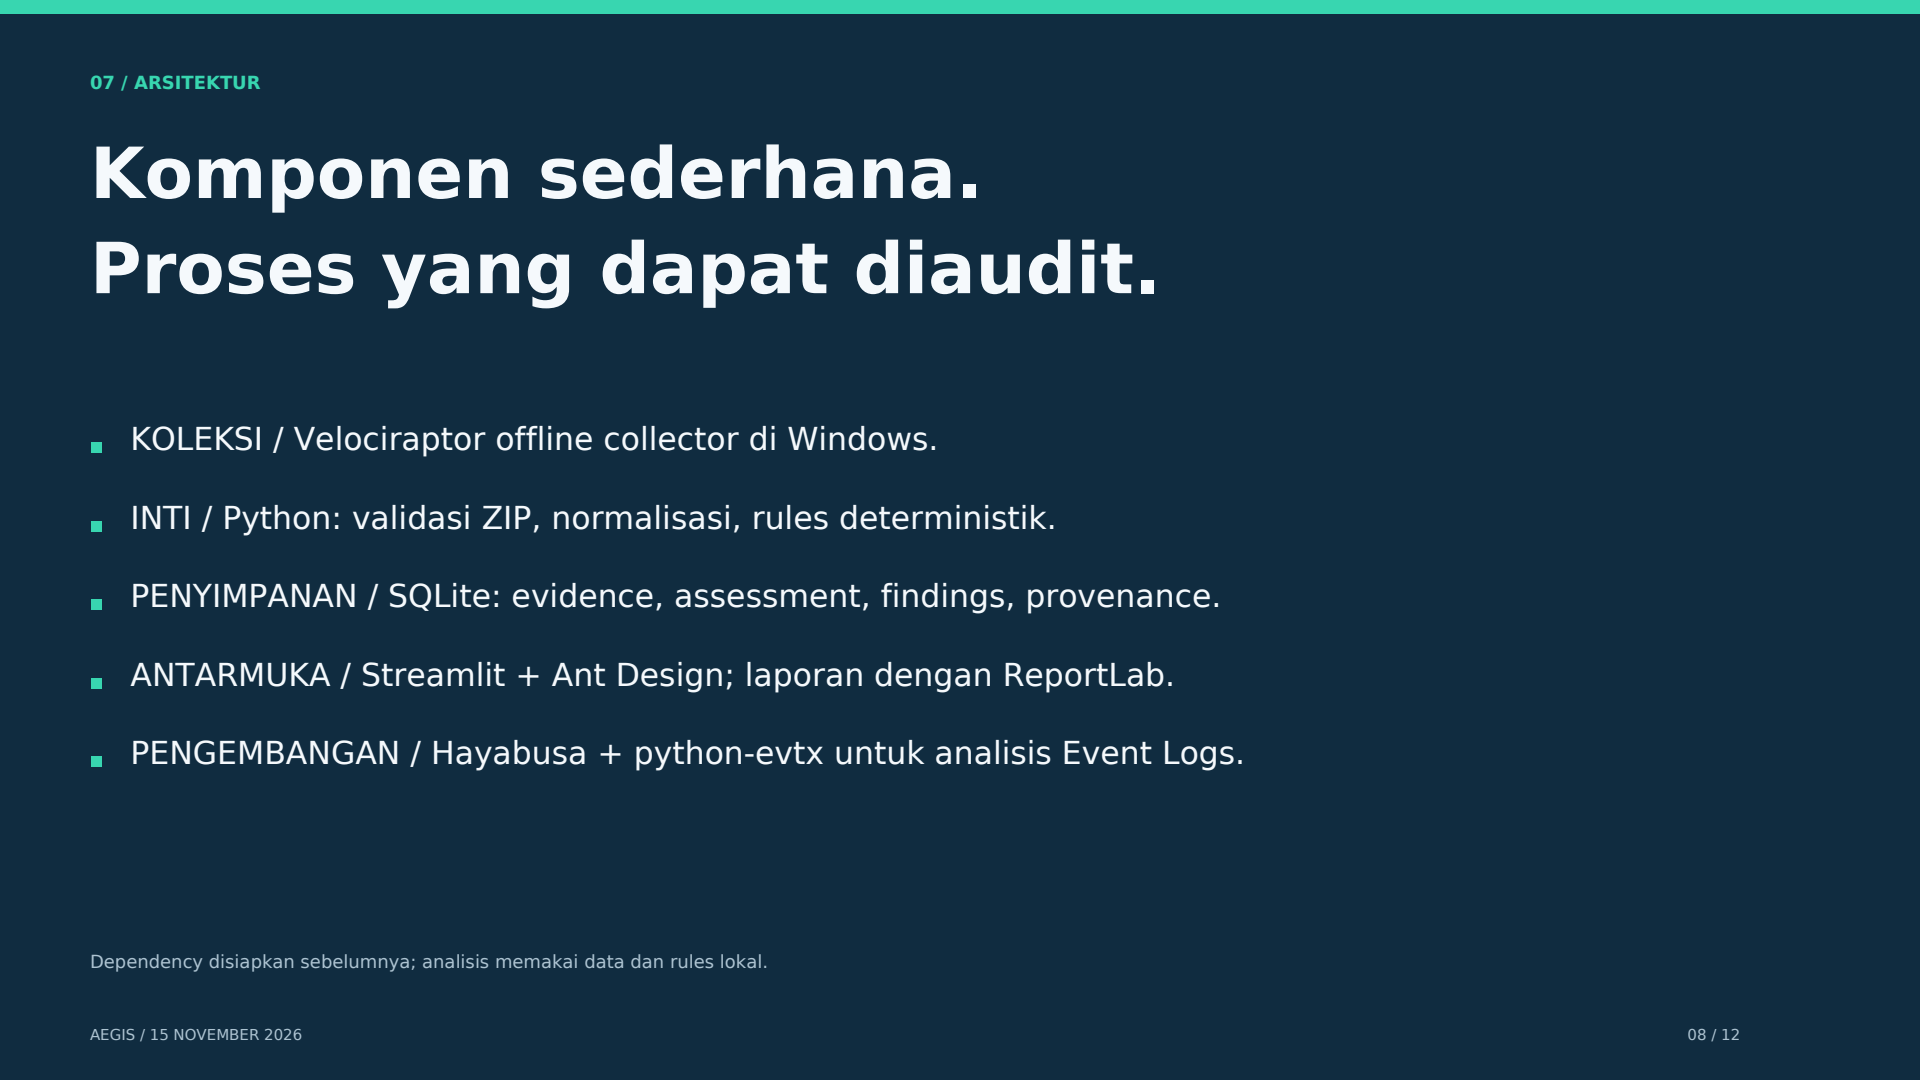 07 / ARSITEKTUR
Komponen sederhana.
Proses yang dapat diaudit.
KOLEKSI / Velociraptor offline collector di Windows.
INTI / Python: validasi ZIP, normalisasi, rules deterministik.
PENYIMPANAN / SQLite: evidence, assessment, findings, provenance.
ANTARMUKA / Streamlit + Ant Design; laporan dengan ReportLab.
PENGEMBANGAN / Hayabusa + python-evtx untuk analisis Event Logs.
Dependency disiapkan sebelumnya; analisis memakai data dan rules lokal.
AEGIS / 15 NOVEMBER 2026
08 / 12